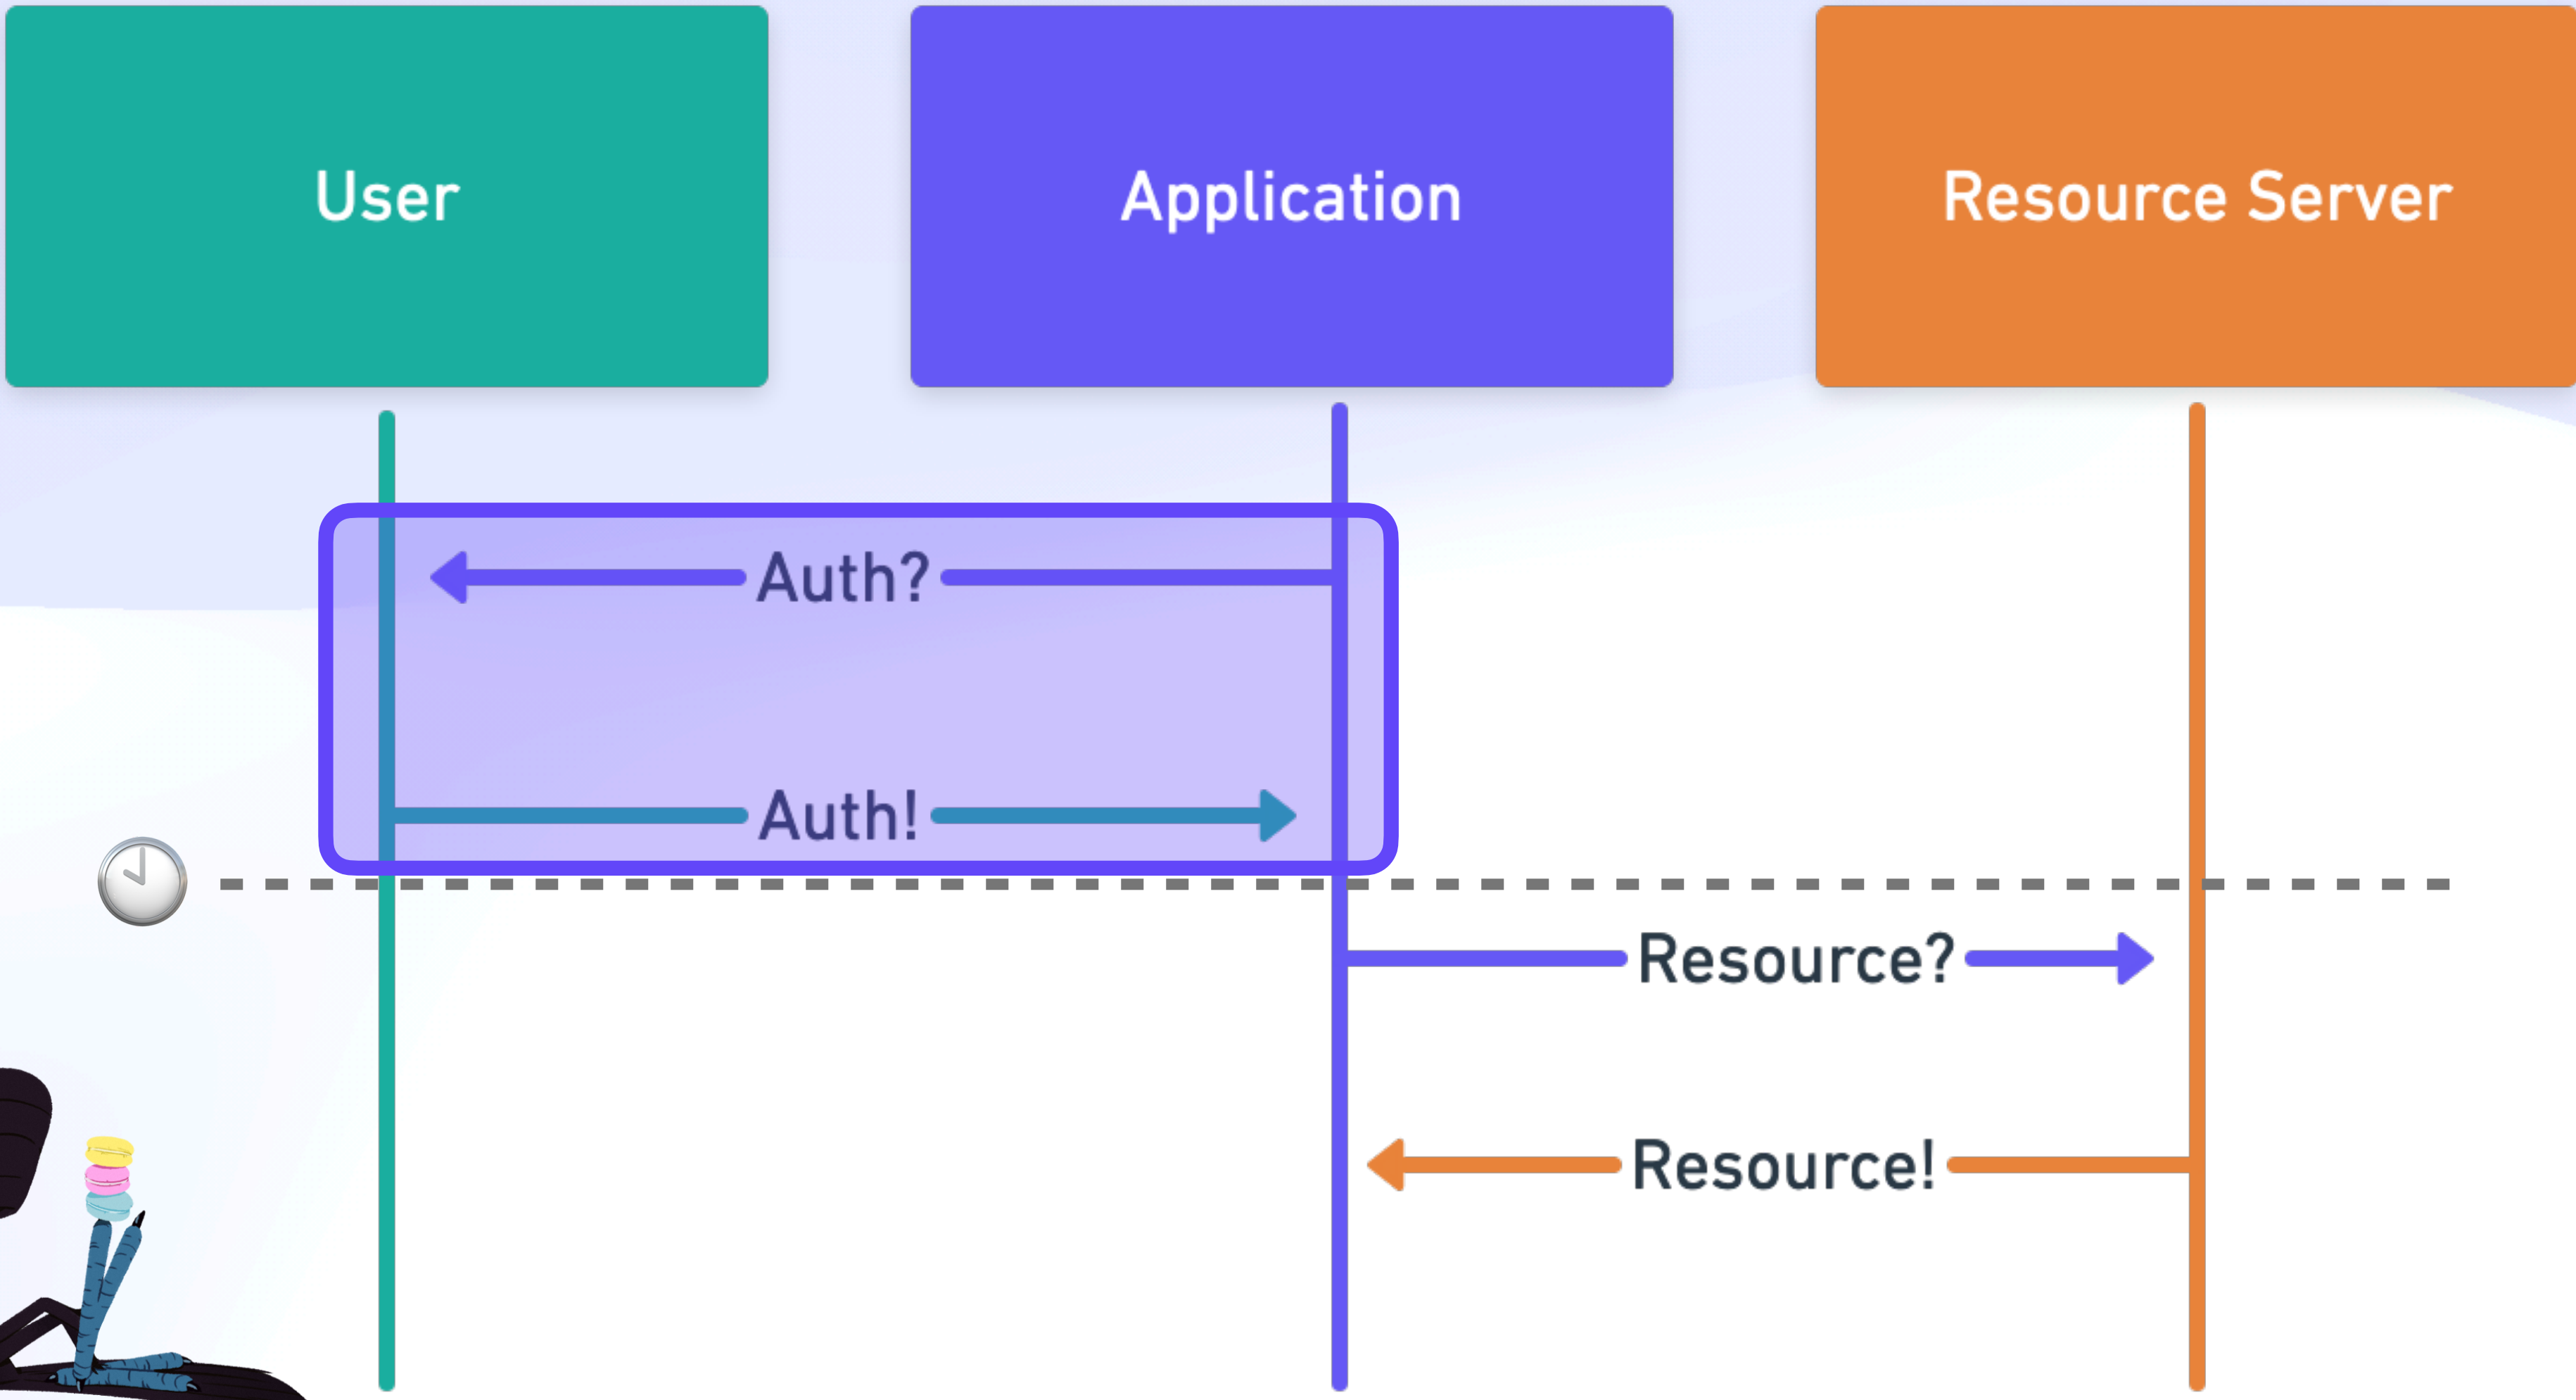 User
Application
Resource Server
Auth?
Auth!
Resource?
Resource!